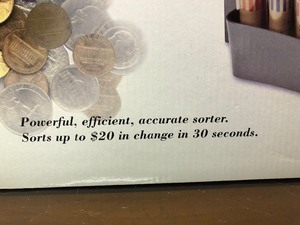 Powerful, efficient, accurate sorter.
Sorts up to $20 in change in 30 seconds.